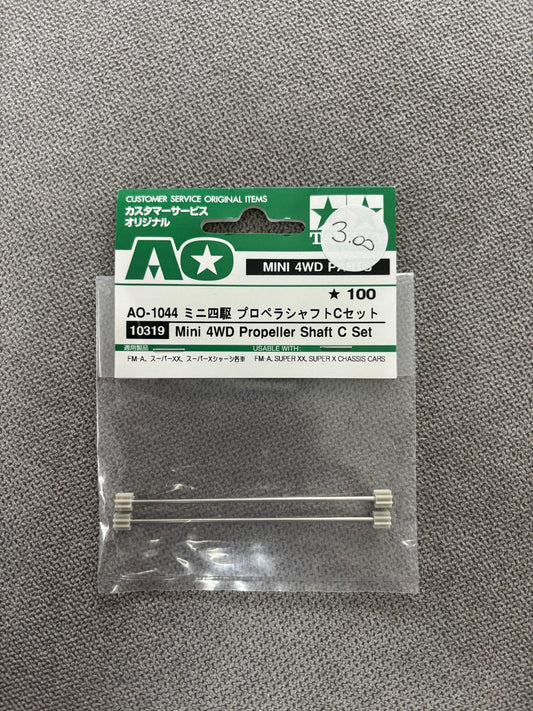 CUSTOMER SERVICE ORIGINAL ITEMS
カスタマーサービス
オリジナル
3.00
AO
MINI 4WD
★ 100
AO-1044 ミニ四駆 プロペラシャフトCセット
10319 Mini 4WD Propeller Shaft C Set
適用製品 USABLE WITH:
FM-A、スーパーXX、スーパーXシャーシ各車 FM-A, SUPER XX, SUPER X CHASSIS CARS